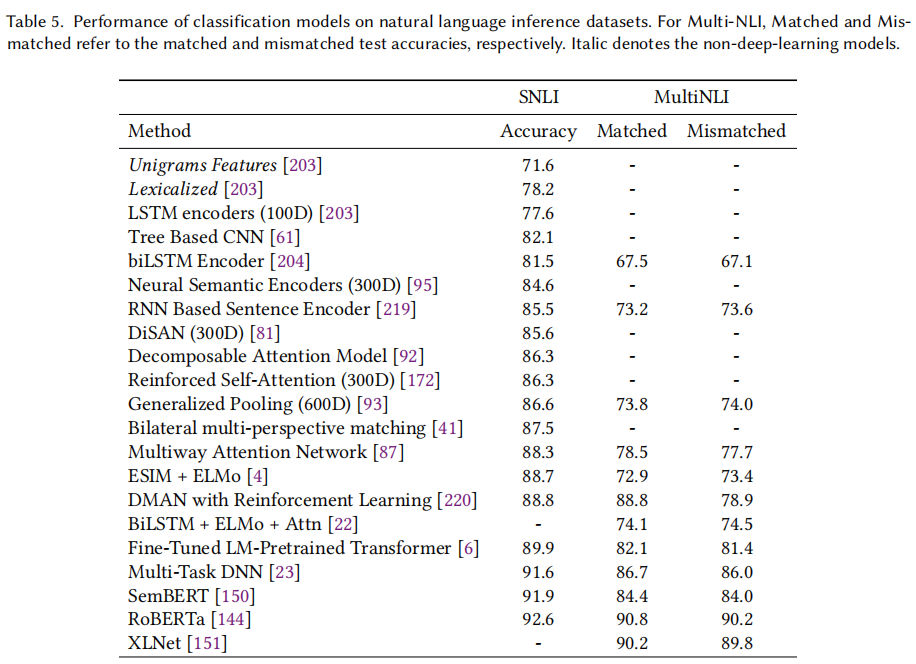 Table 5. Performance of classification models on natural language inference datasets. For Multi-NLI, Matched and Mis-
matched refer to the matched and mismatched test accuracies, respectively. Italic denotes the non-deep-learning models.
SNLI MultiNLI
Method Accuracy Matched Mismatched
Unigrams Features [203] 71.6 - -
Lexicalized [203] 78.2 - -
LSTM encoders (100D) [203] 77.6 - -
Tree Based CNN [61] 82.1 - -
biLSTM Encoder [204] 81.5 67.5 67.1
Neural Semantic Encoders (300D) [95] 84.6 - -
RNN Based Sentence Encoder [219] 85.5 73.2 73.6
DiSAN (300D) [81] 85.6 - -
Decomposable Attention Model [92] 86.3 - -
Reinforced Self-Attention (300D) [172] 86.3 - -
Generalized Pooling (600D) [93] 86.6 73.8 74.0
Bilateral multi-perspective matching [41] 87.5 - -
Multiway Attention Network [87] 88.3 78.5 77.7
ESIM + ELMo [4] 88.7 72.9 73.4
DMAN with Reinforcement Learning [220] 88.8 88.8 78.9
BiLSTM + ELMo + Attn [22] - 74.1 74.5
Fine-Tuned LM-Pretrained Transformer [6] 89.9 82.1 81.4
Multi-Task DNN [23] 91.6 86.7 86.0
SemBERT [150] 91.9 84.4 84.0
RoBERTa [144] 92.6 90.8 90.2
XLNet [151] - 90.2 89.8